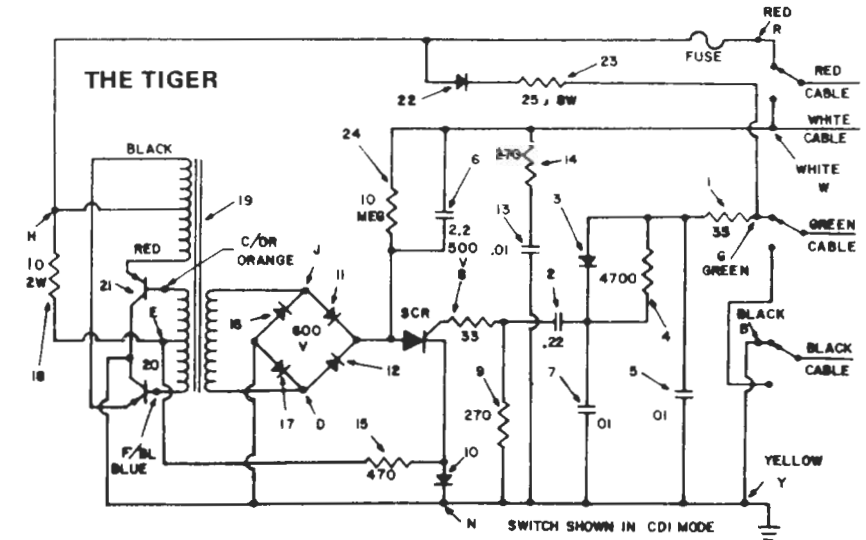 RED
R
FUSE
RED
CABLE
THE TIGER
22
23
25 , 8W
WHITE
CABLE
BLACK
24
6
270
14
WHITE
W
19
10
MEG
2.2
500
V
13
.01
3
1
H
RED
C/OR
ORANGE
J
11
8
2
4700
35
G
GREEN
GREEN
CABLE
10
2W
21
E
16
600
V
SCR
33
.22
4
BLACK
B
BLACK
CABLE
18
20
17
D
12
9
270
7
01
5
01
F/BL
BLUE
15
470
10
YELLOW
Y
N
SWITCH SHOWN IN CDI MODE